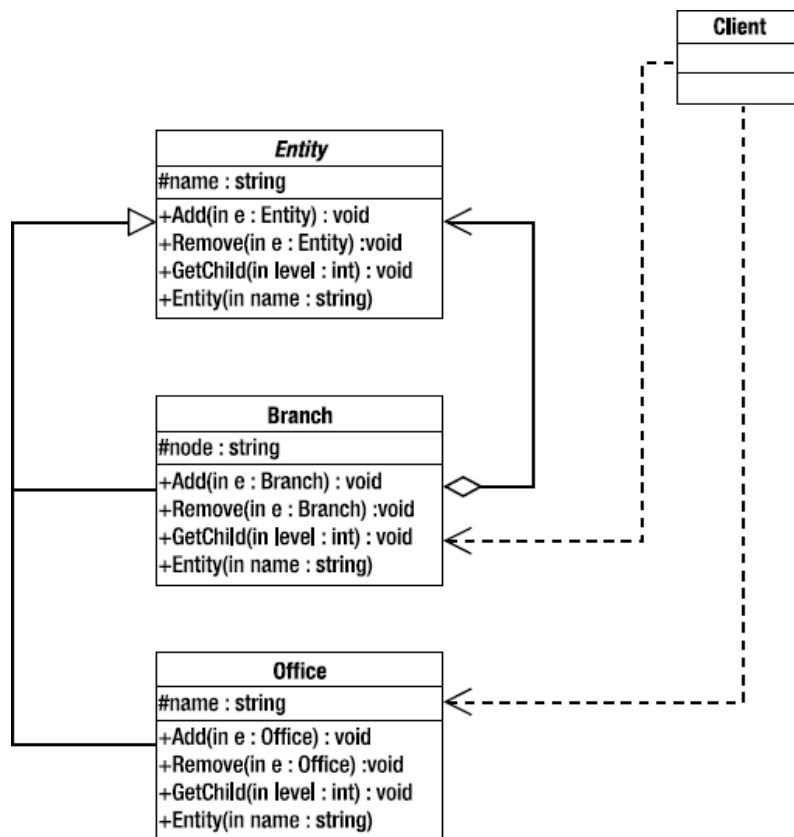 Client
Entity
#name : string
+Add(in e : Entity) : void
+Remove(in e : Entity) :void
+GetChild(in level : int) : void
+Entity(in name : string)
Branch
#node : string
+Add(in e : Branch) : void
+Remove(in e : Branch) :void
+GetChild(in level : int) : void
+Entity(in name : string)
Office
#name : string
+Add(in e : Office) : void
+Remove(in e : Office) :void
+GetChild(in level : int) : void
+Entity(in name : string)